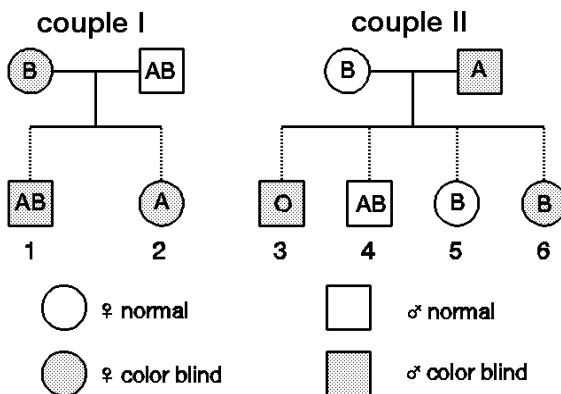 couple I couple II
B AB B A
AB A O AB B B
1 2 3 4 5 6
♀ normal ♂ normal
♀ color blind ♂ color blind